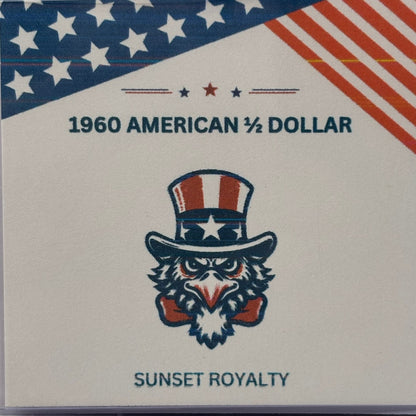 1960 AMERICAN ½ DOLLAR
SUNSET ROYALTY